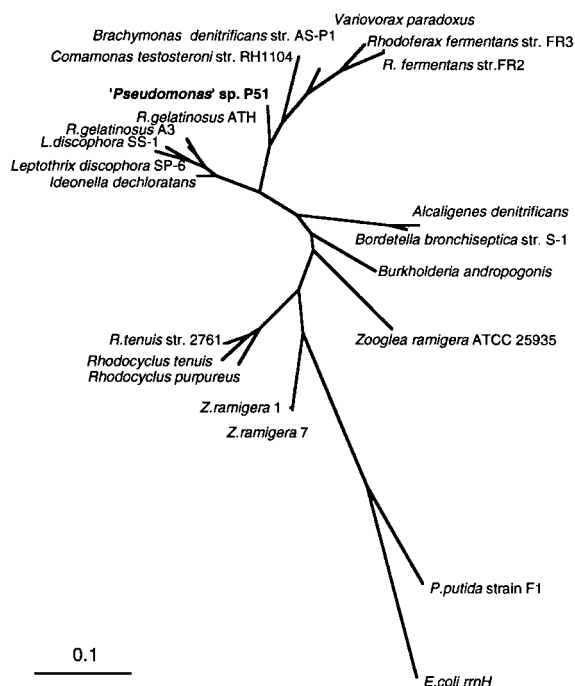 Variovorax paradoxus
Brachymonas denitrificans str. AS-P1
Rhodoferax fermentans str. FR3
Comamonas testosteroni str. RH1104
R. fermentans str.FR2
'Pseudomonas' sp. P51
R.gelatinosus ATH
R.gelatinosus A3
L.discophora SS-1
Leptothrix discophora SP-6
Ideonella dechloratans
Alcaligenes denitrificans
Bordetella bronchiseptica str. S-1
Burkholderia andropogonis
R.tenuis str. 2761
Zooglea ramigera ATCC 25935
Rhodocyclus tenuis
Rhodocyclus purpureus
Z.ramigera 1
Z.ramigera 7
P.putida strain F1
0.1
E.coli rrnH